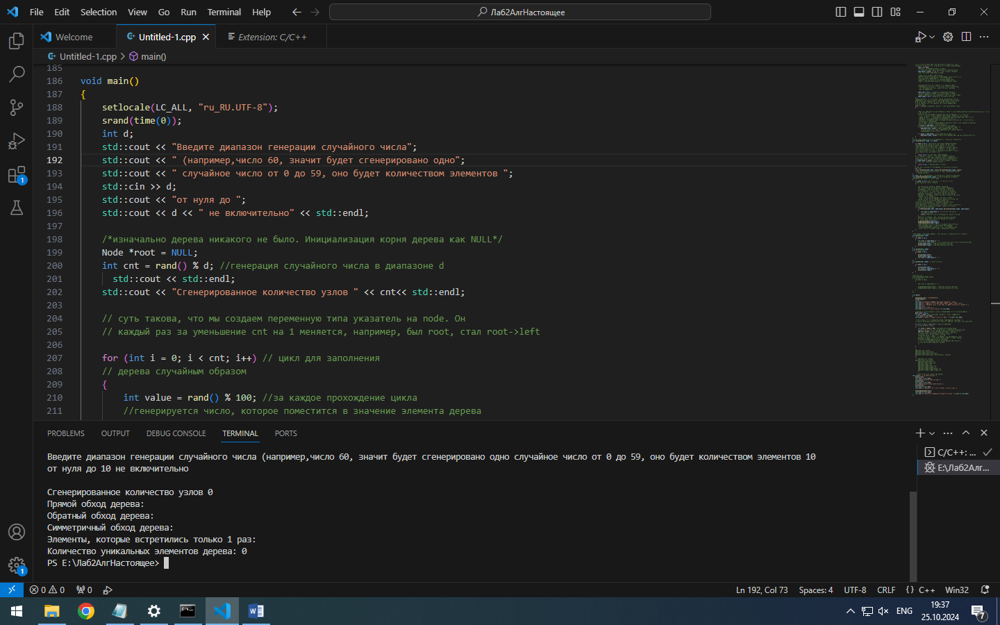 File Edit Selection View Go Run Terminal Help
Лаб2АлгНастоящее
Welcome
Untitled-1.cpp
Extension: C/C++
Untitled-1.cpp > main()
185
186 void main()
187 {
188 setlocale(LC_ALL, "ru_RU.UTF-8");
189 srand(time(0));
190 int d;
191 std::cout << "Введите диапазон генерации случайного числа";
192 std::cout << " (например,число 60, значит будет сгенерировано одно";
193 std::cout << " случайное число от 0 до 59, оно будет количеством элементов ";
194 std::cin >> d;
195 std::cout << "от нуля до ";
196 std::cout << d << " не включительно" << std::endl;
197
198 /*изначально дерева никакого не было. Инициализация корня дерева как NULL*/
199 Node *root = NULL;
200 int cnt = rand() % d; //генерация случайного числа в диапазоне d
201 std::cout << std::endl;
202 std::cout << "Сгенерированное количество узлов " << cnt<< std::endl;
203
204 // суть такова, что мы создаем переменную типа указатель на node. Он
205 // каждый раз за уменьшение cnt на 1 меняется, например, был root, стал root->left
206
207 for (int i = 0; i < cnt; i++) // цикл для заполнения
208 // дерева случайным образом
209 {
210 int value = rand() % 100; //за каждое прохождение цикла
211 //генерируется число, которое поместится в значение элемента дерева
PROBLEMS OUTPUT DEBUG CONSOLE TERMINAL PORTS
Введите диапазон генерации случайного числа (например,число 60, значит будет сгенерировано одно случайное число от 0 до 59, оно будет количеством элементов 10
от нуля до 10 не включительно
Сгенерированное количество узлов 0
Прямой обход дерева:
Обратный обход дерева:
Симметричный обход дерева:
Элементы, которые встретились только 1 раз:
Количество уникальных элементов дерева: 0
PS E:\Лаб2АлгНастоящее>
C/C++: ...
E:\Лаб2Алг...
1
1
0 0 0
Ln 192, Col 73 Spaces: 4 UTF-8 CRLF {} C++ Win32
ENG
19:37
25.10.2024
7